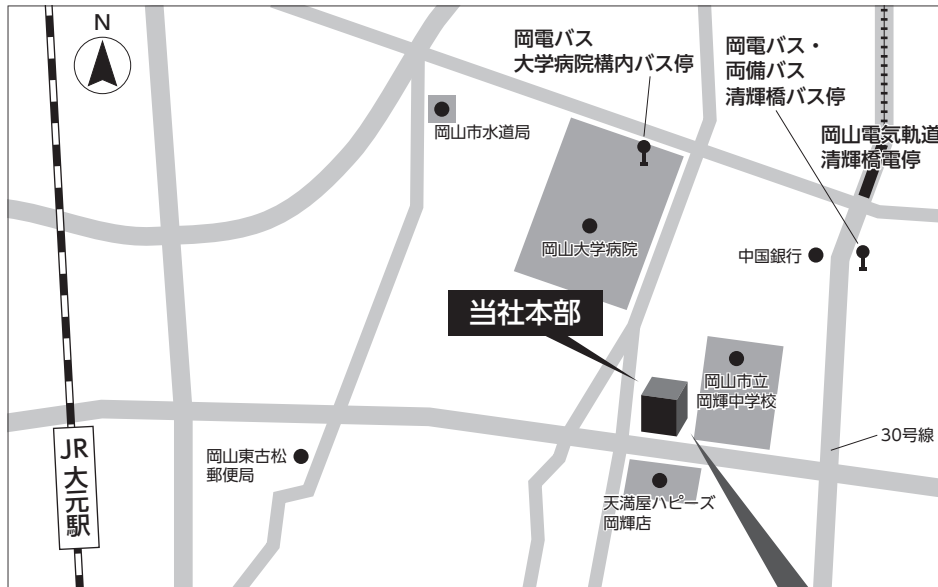 N
岡電バス
大学病院構内バス停
岡電バス・
両備バス
清輝橋バス停
岡山電気軌道
清輝橋電停
岡山市水道局
岡山大学病院
中国銀行
当社本部
岡山市立
岡輝中学校
30号線
岡山東古松
郵便局
JR
大元駅
天満屋ハピーズ
岡輝店